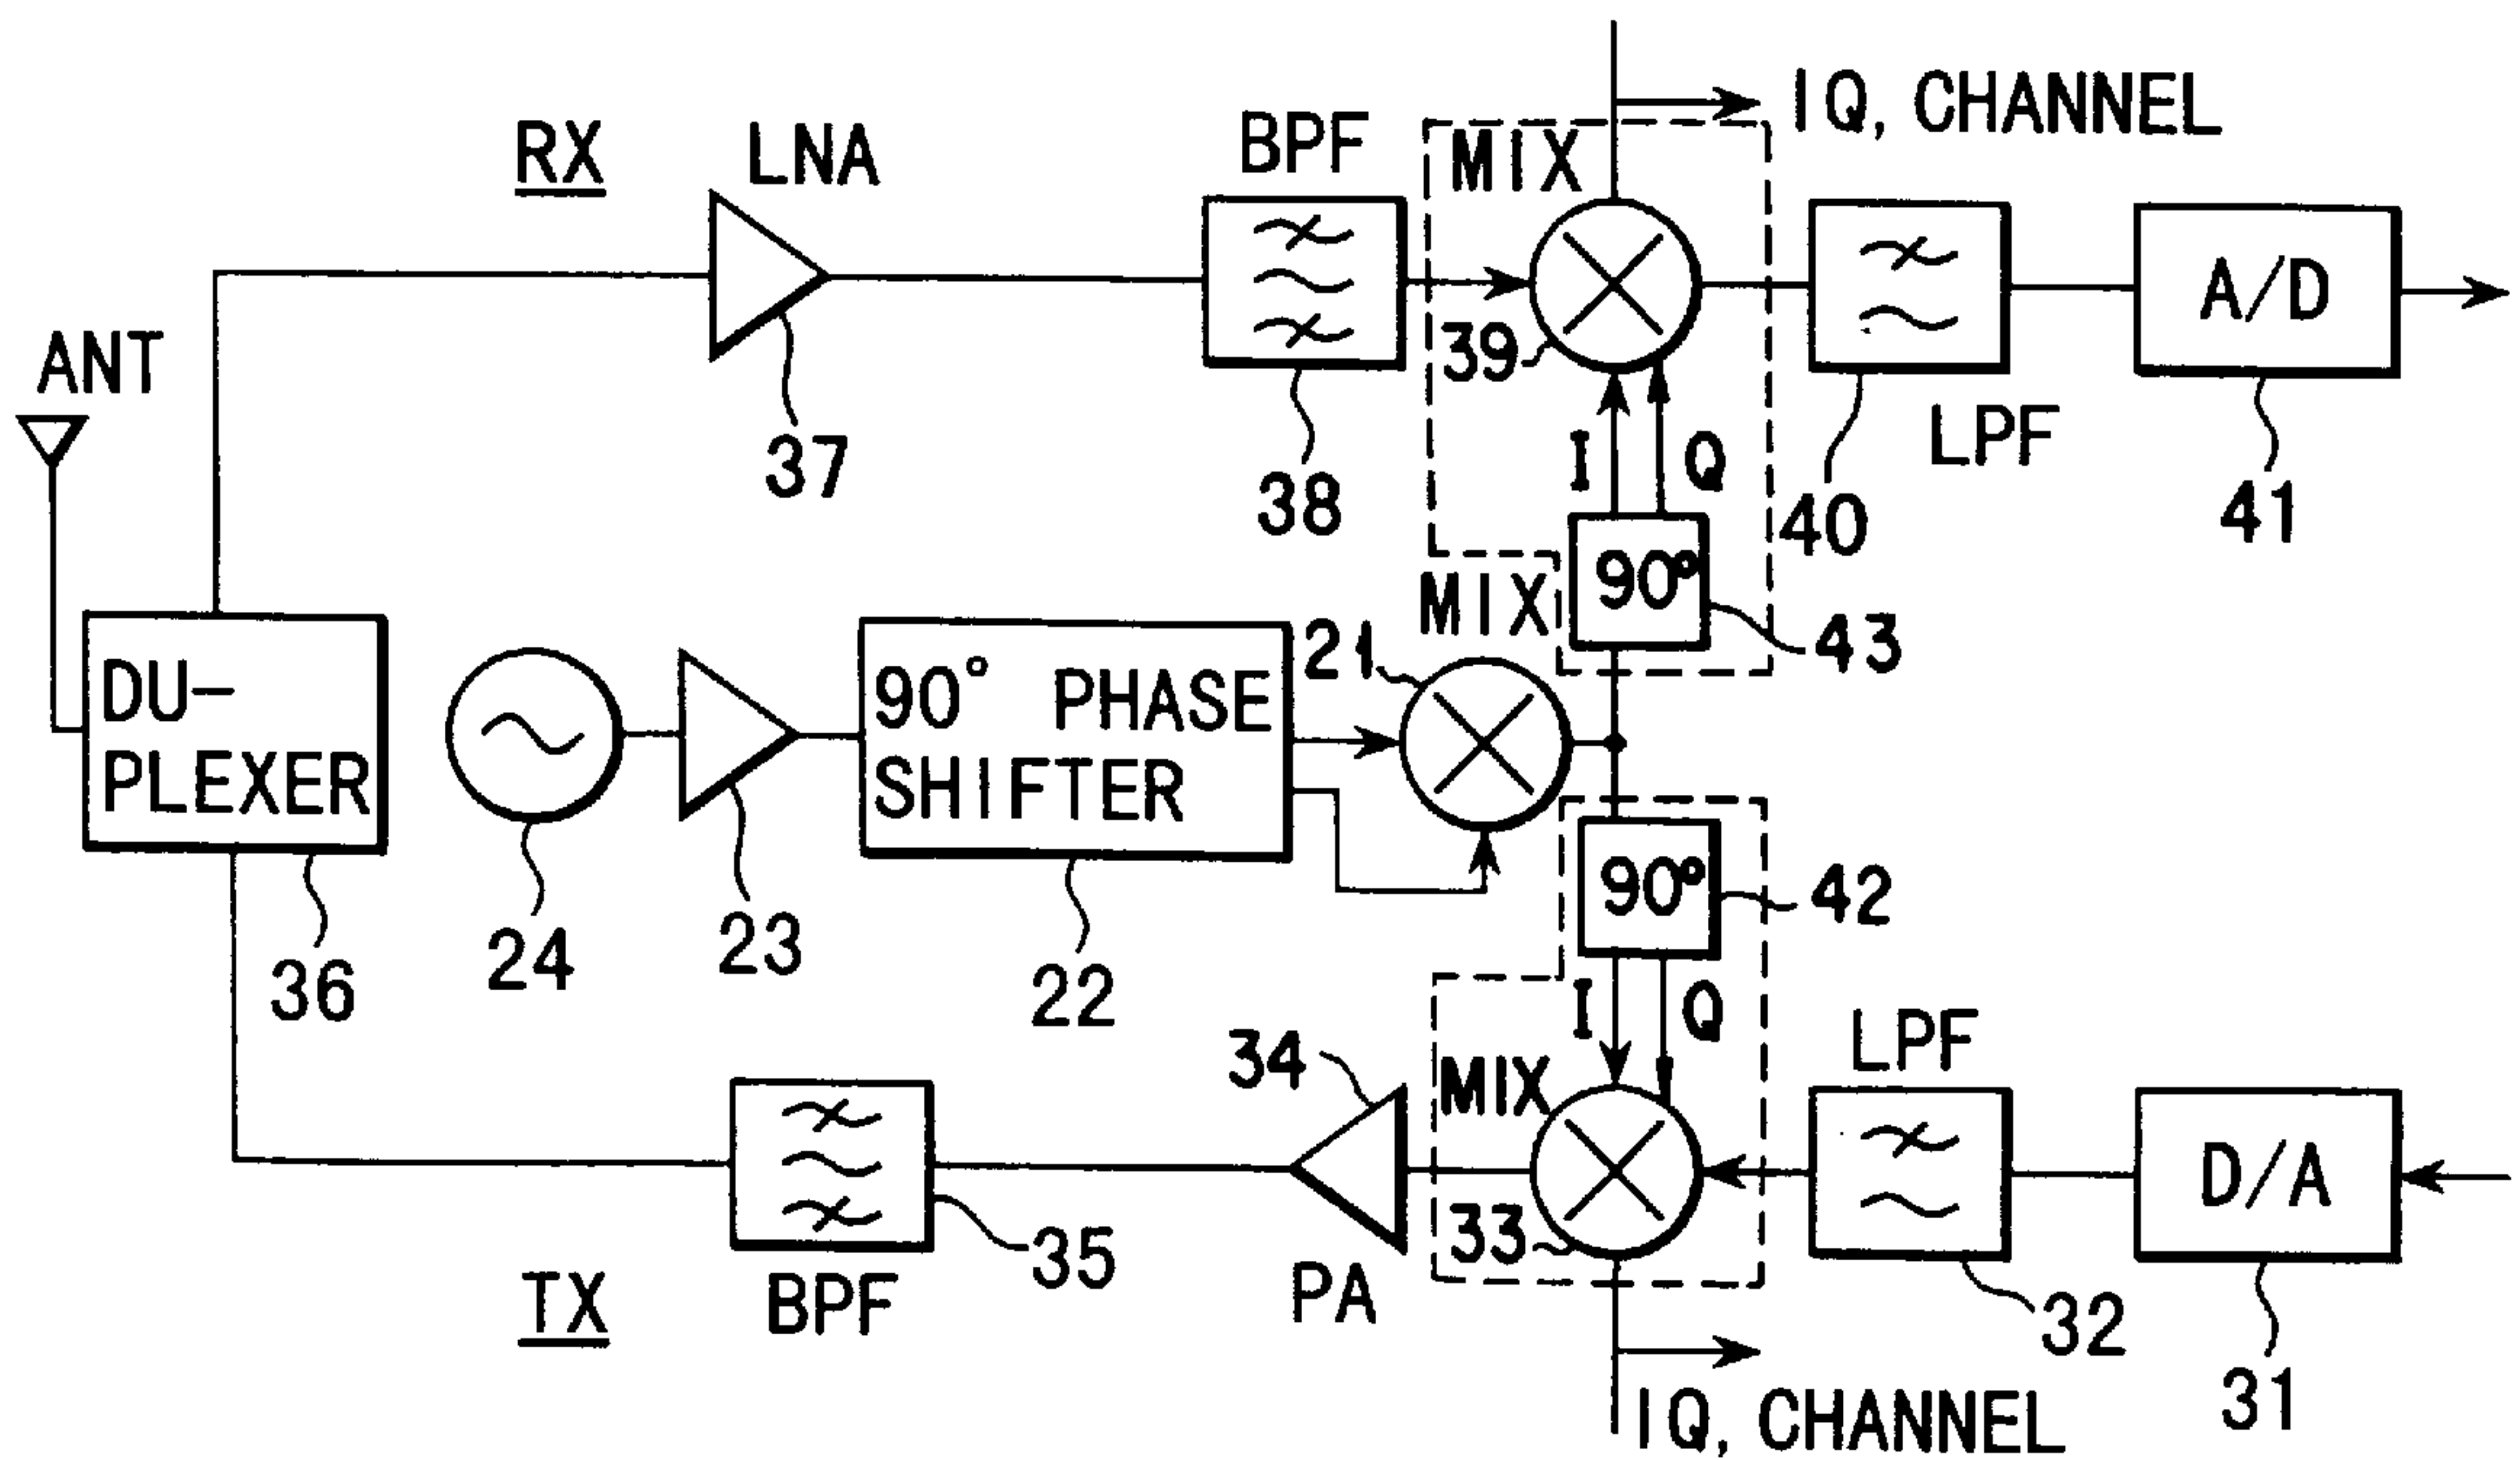 IQ, CHANNEL
RX
LNA
BPF
MIX
A/D
39
ANT
37
38
I
Q
LPF
40
41
90°
MIX
43
21
DU-
PLEXER
90° PHASE
SHIFTER
90°
42
36
24
23
22
I
Q
LPF
34
MIX
D/A
35
33
PA
TX
BPF
32
31
IQ, CHANNEL